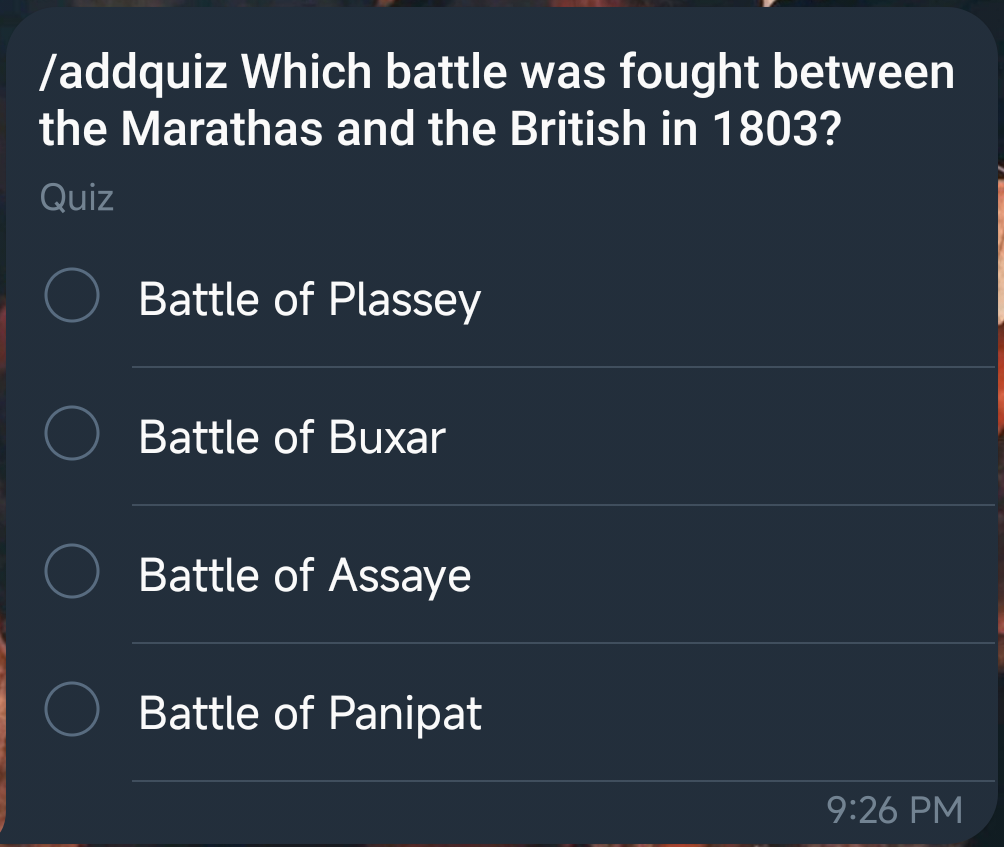 /addquiz Which battle was fought between
the Marathas and the British in 1803?
Quiz
Battle of Plassey
Battle of Buxar
Battle of Assaye
Battle of Panipat
9:26 PM